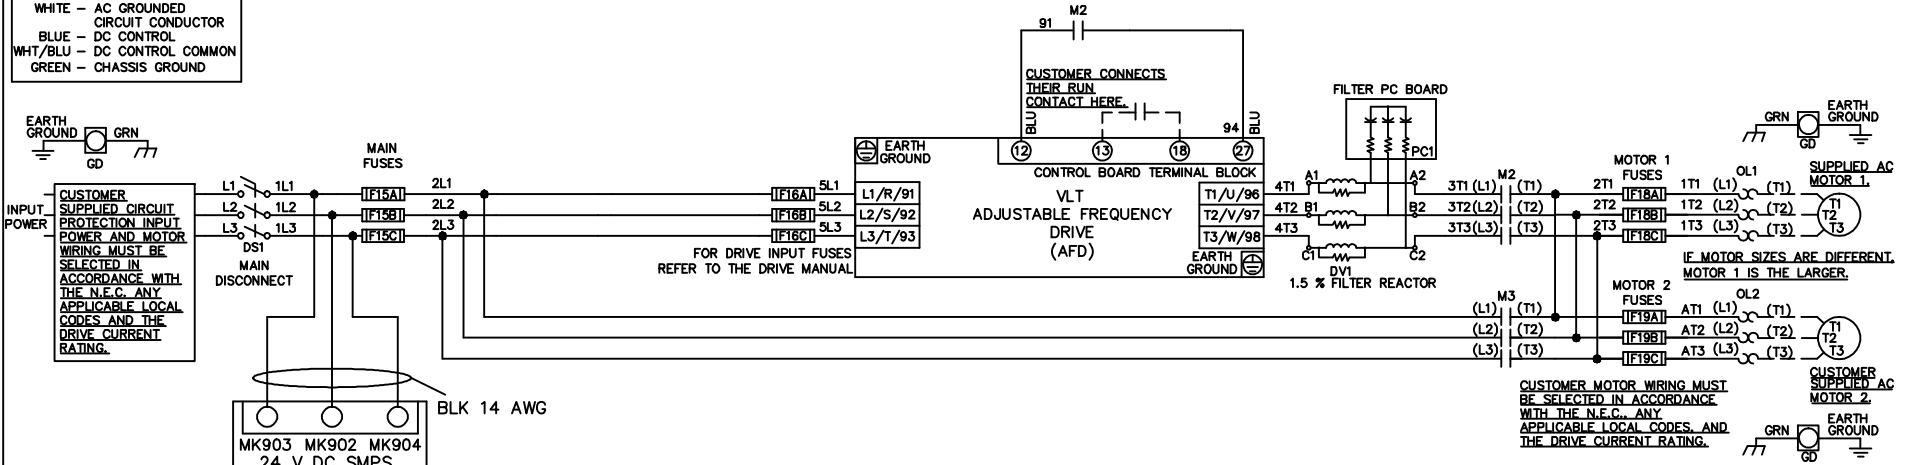 WHITE – AC GROUNDED
CIRCUIT CONDUCTOR
BLUE – DC CONTROL
WHT/BLU – DC CONTROL COMMON
GREEN – CHASSIS GROUND
EARTH
GROUND
GRN
GD
INPUT
POWER
CUSTOMER
SUPPLIED CIRCUIT
PROTECTION INPUT
POWER AND MOTOR
WIRING MUST BE
SELECTED IN
ACCORDANCE WITH
THE N.E.C. ANY
APPLICABLE LOCAL
CODES AND THE
DRIVE CURRENT
RATING.
L1
L2
L3
1L1
1L2
1L3
DS1
MAIN
DISCONNECT
MAIN
FUSES
F15A
F15B
F15C
2L1
2L2
2L3
BLK 14 AWG
MK903 MK902 MK904
24 V DC SMPS
F16A
F16B
F16C
5L1
5L2
5L3
FOR DRIVE INPUT FUSES
REFER TO THE DRIVE MANUAL
91
M2
CUSTOMER CONNECTS
THEIR RUN
CONTACT HERE.
BLU
94
BLU
12
13
18
27
CONTROL BOARD TERMINAL BLOCK
EARTH
GROUND
L1/R/91
L2/S/92
L3/T/93
VLT
ADJUSTABLE FREQUENCY
DRIVE
(AFD)
T1/U/96
T2/V/97
T3/W/98
EARTH
GROUND
4T1
4T2
4T3
FILTER PC BOARD
PC1
A1
A2
B1
B2
C1
C2
DV1
1.5 % FILTER REACTOR
M2
3T1 (L1) (T1)
3T2(L2) (T2)
3T3(L3) (T3)
M3
(L1) (T1)
(L2) (T2)
(L3) (T3)
MOTOR 1
FUSES
2T1
2T2
2T3
F18A
F18B
F18C
1T1 (L1)
1T2 (L2)
1T3 (L3)
OL1
(T1)
(T2)
(T3)
T1
T2
T3
GRN
EARTH
GROUND
GD
SUPPLIED AC
MOTOR 1.
IF MOTOR SIZES ARE DIFFERENT,
MOTOR 1 IS THE LARGER.
MOTOR 2
FUSES
F19A
F19B
F19C
AT1 (L1)
AT2 (L2)
AT3 (L3)
OL2
(T1)
(T2)
(T3)
T1
T2
T3
CUSTOMER
SUPPLIED AC
MOTOR 2.
CUSTOMER MOTOR WIRING MUST
BE SELECTED IN ACCORDANCE
WITH THE N.E.C., ANY
APPLICABLE LOCAL CODES, AND
THE DRIVE CURRENT RATING.
GRN
EARTH
GROUND
GD